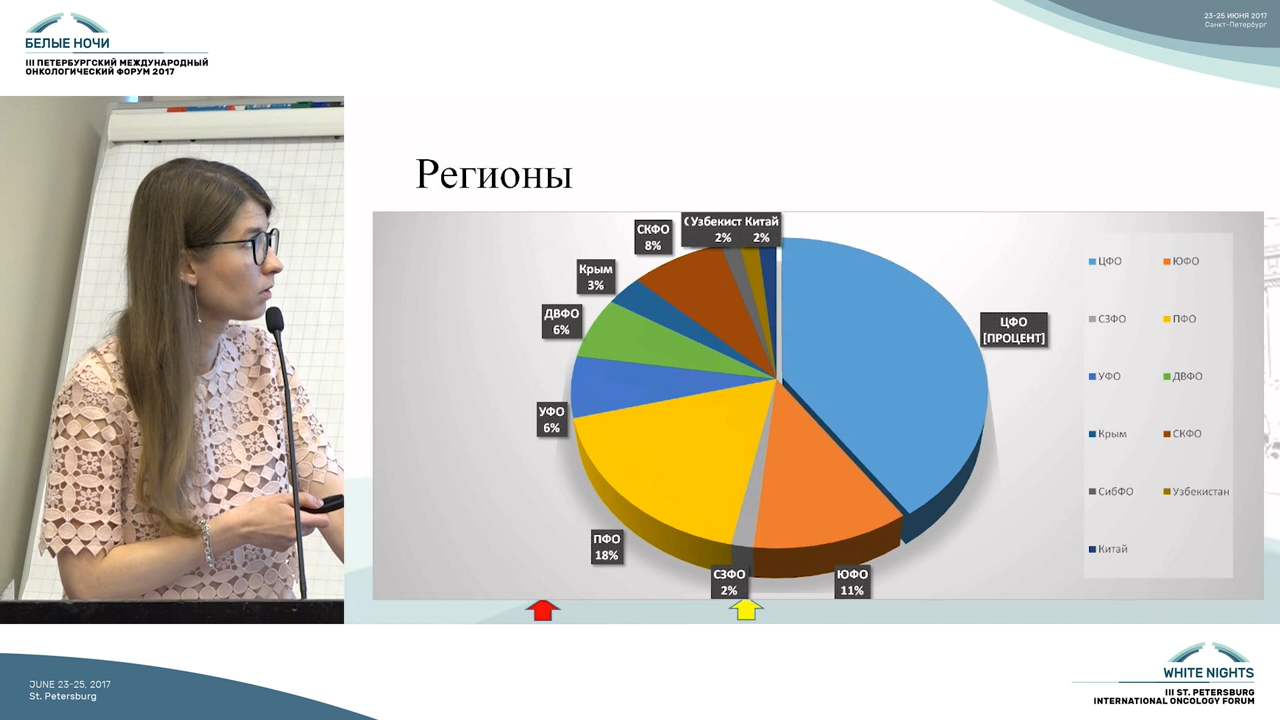 БЕЛЫЕ НОЧИ
III ПЕТЕРБУРГСКИЙ МЕЖДУНАРОДНЫЙ
ОНКОЛОГИЧЕСКИЙ ФОРУМ 2017
23-25 ИЮНЯ 2017
Санкт-Петербург
Регионы
СКФО
8%
( Узбекист Китай
2% 2%
Крым
3%
ДВФО
6%
УФО
6%
ПФО
18%
СЗФО
2%
ЮФО
11%
ЦФО
[ПРОЦЕНТ]
ЦФО ЮФО
СЗФО ПФО
УФО ДВФО
Крым СКФО
СибФО Узбекистан
Китай
JUNE 23-25, 2017
St. Petersburg
WHITE NIGHTS
III ST. PETERSBURG
INTERNATIONAL ONCOLOGY FORUM